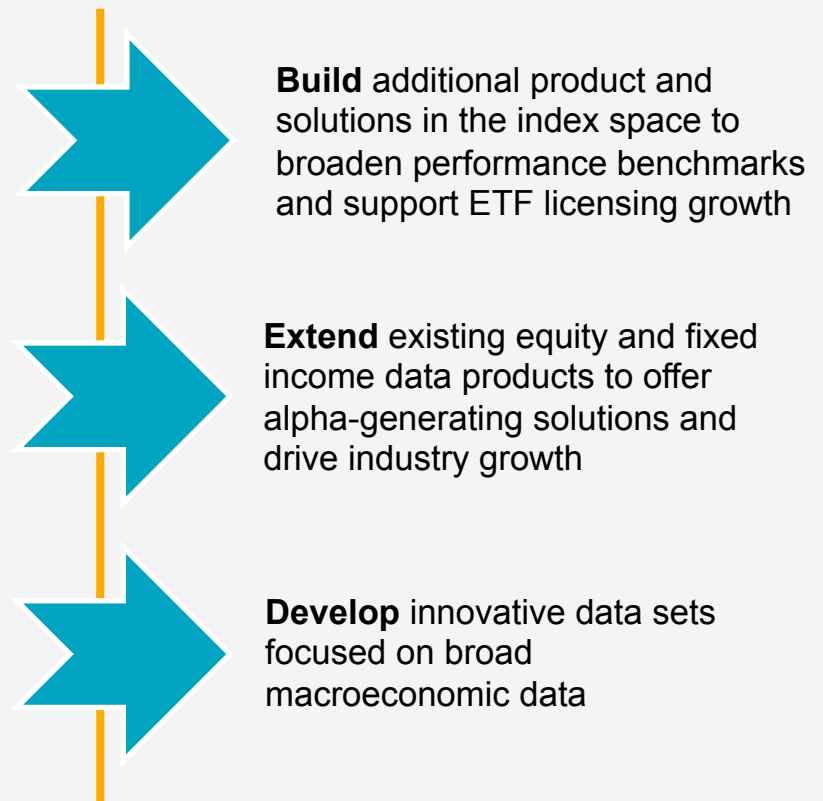 Build additional product and
solutions in the index space to
broaden performance benchmarks
and support ETF licensing growth
Extend existing equity and fixed
income data products to offer
alpha-generating solutions and
drive industry growth
Develop innovative data sets
focused on broad
macroeconomic data